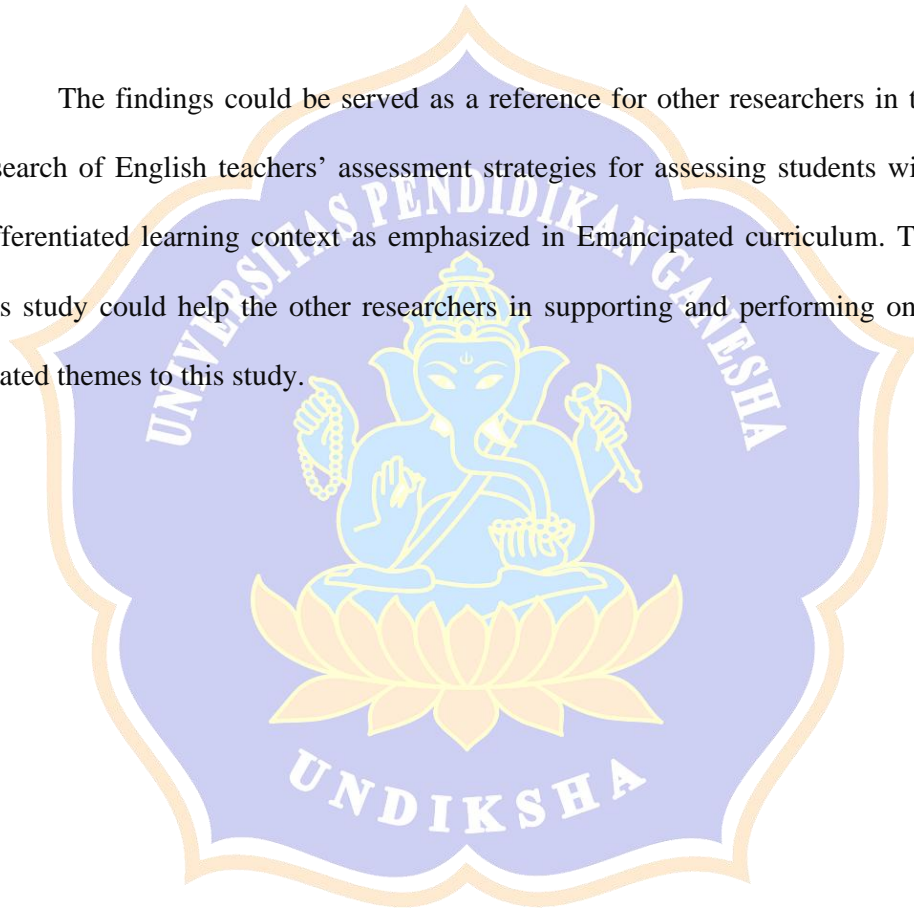 The findings could be served as a reference for other researchers in t
search of English teachers’ assessment strategies for assessing students wi
fferentiated learning context as emphasized in Emancipated curriculum. T
s study could help the other researchers in supporting and performing on
ated themes to this study.
UNIVERSITAS PENDIDIKAN GANESHA
UNDIKSHA